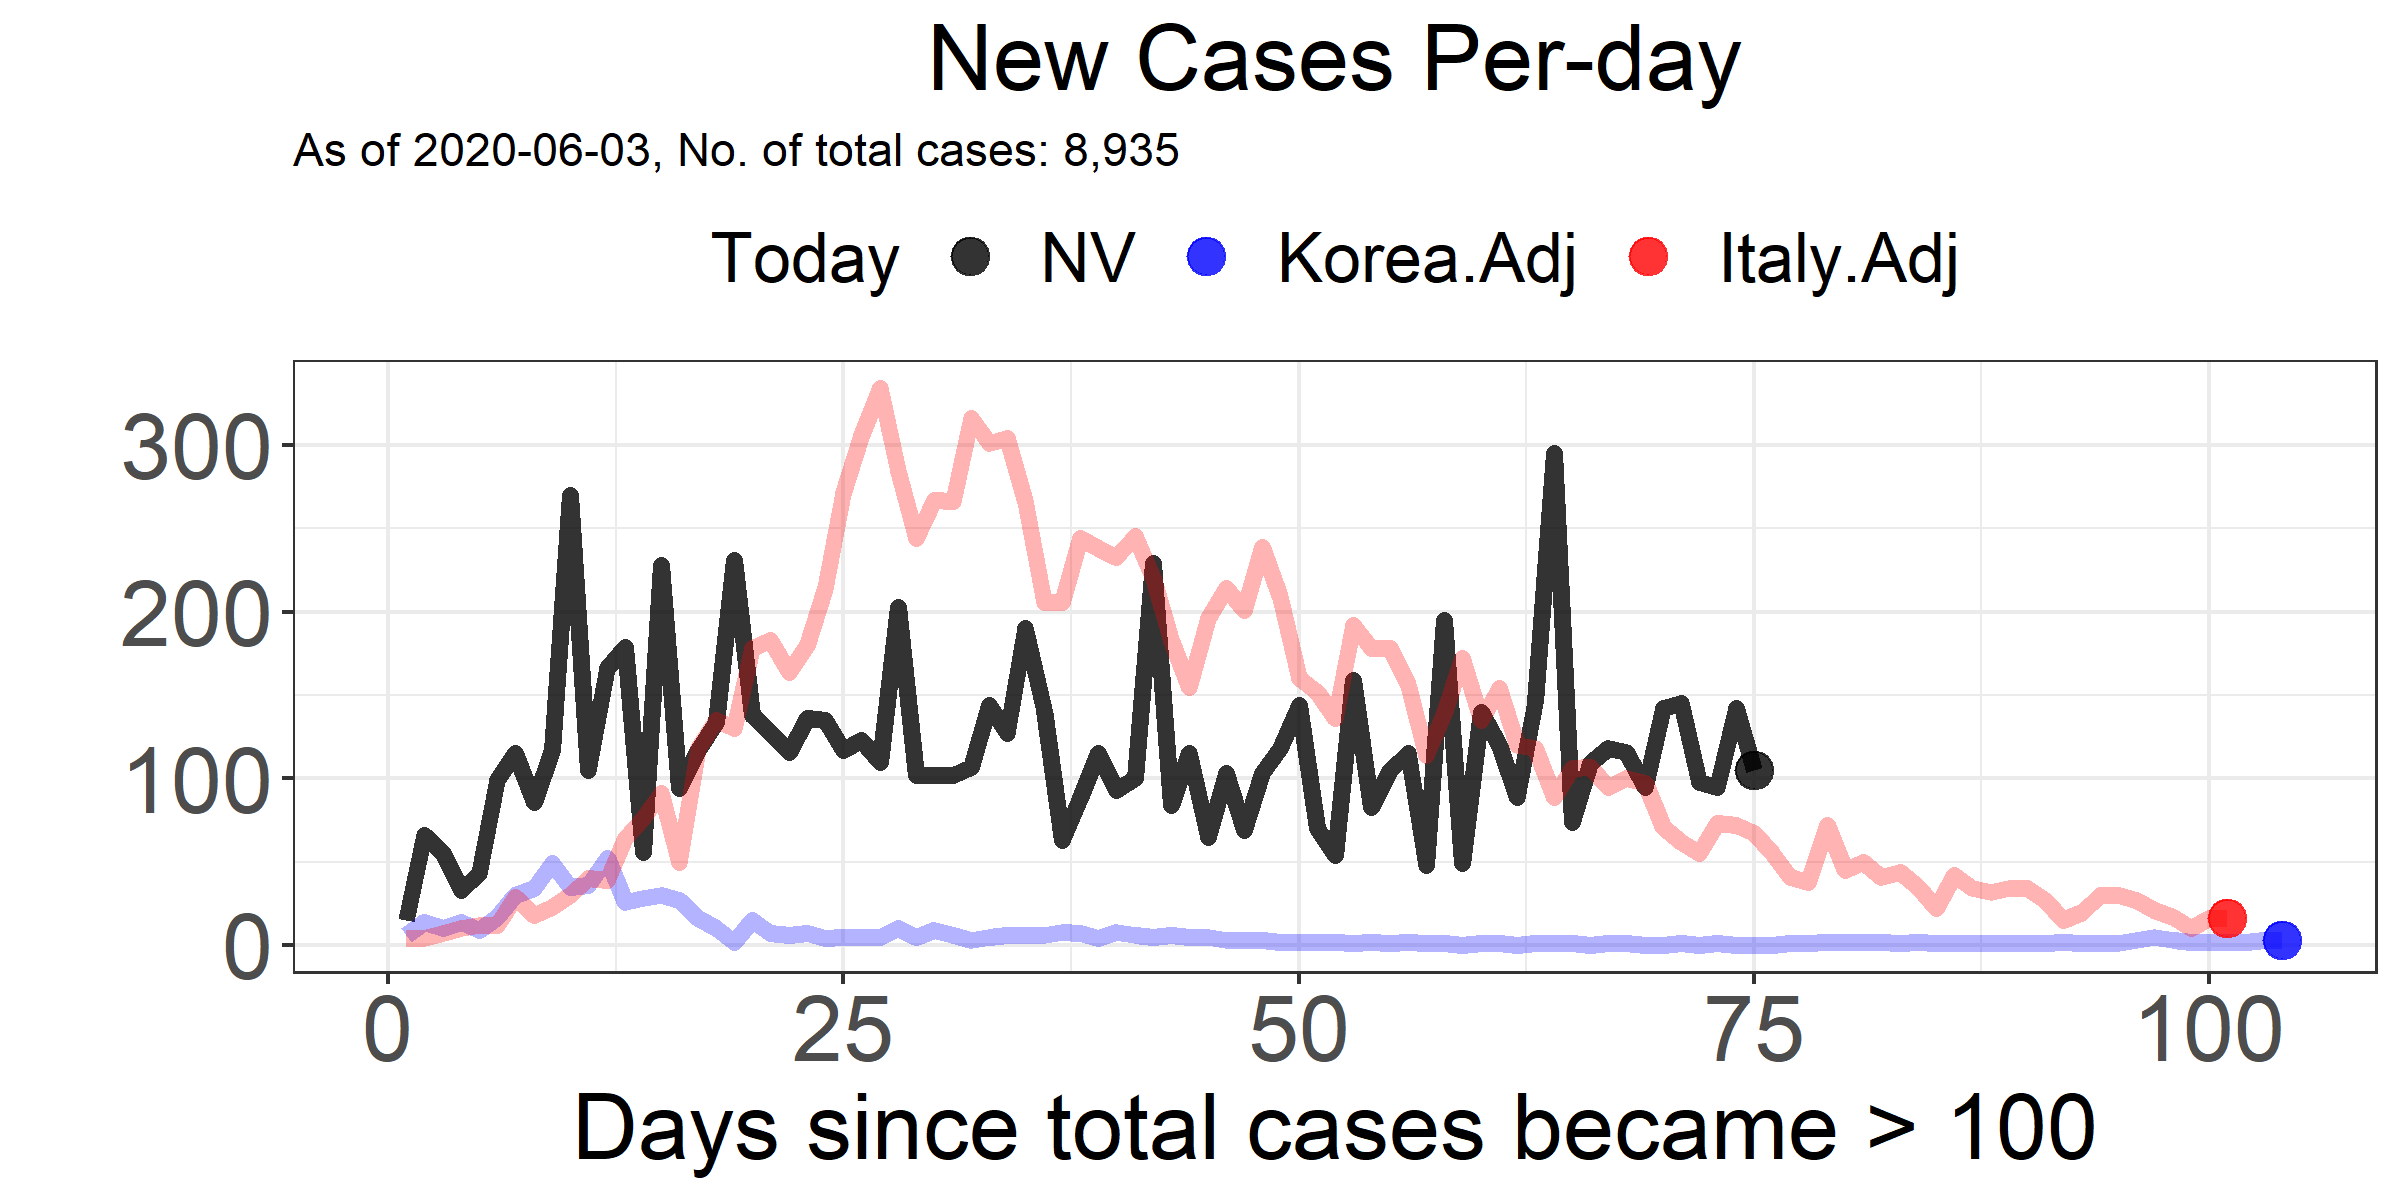 New Cases Per-day
As of 2020-06-03, No. of total cases: 8,935
Today NV Korea.Adj Italy.Adj
300
200
100
0
0 25 50 75 100
Days since total cases became > 100